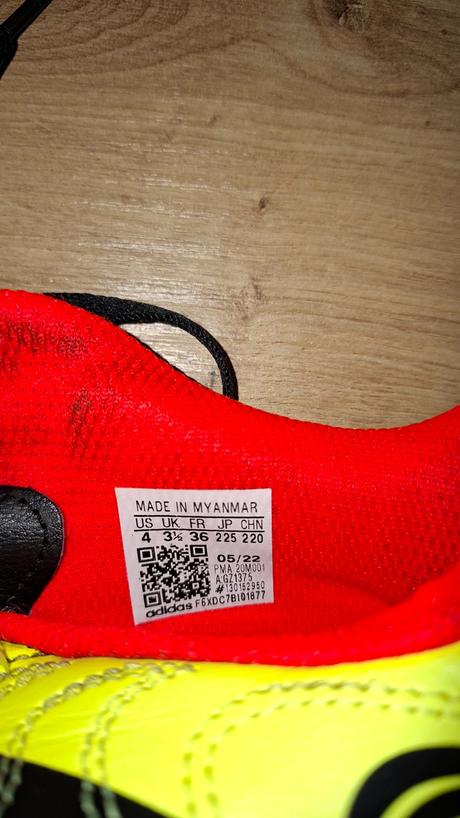 MADE IN MYANMAR
US UK FR JP CHN
4 3½ 36 225 220
05/22
PMA 20M001
A:GZ1375
#130152950
adidas F6XDC7BI01877